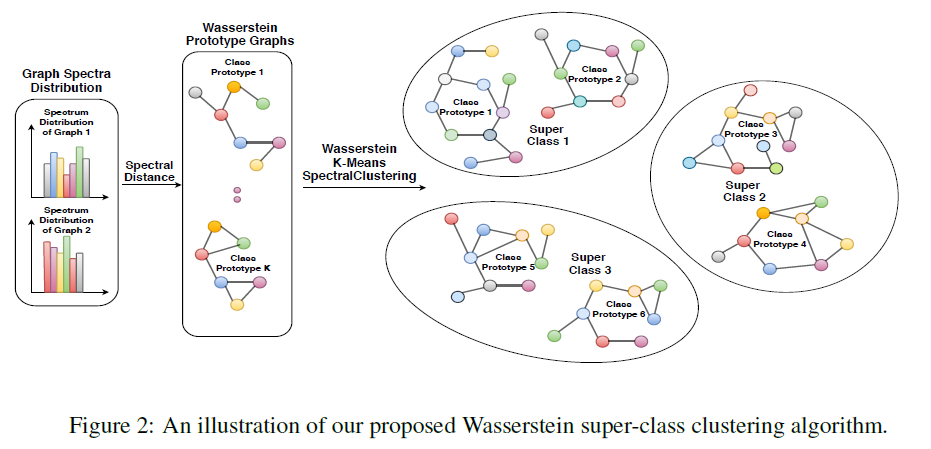 Graph Spectra
Distribution
Spectrum
Distribution
of Graph 1
Spectrum
Distribution
of Graph 2
Spectral
Distance
Wasserstein
Prototype Graphs
Class
Prototype 1
Class
Prototype K
Wasserstein
K-Means
SpectralClustering
Class
Prototype 1
Class
Prototype 2
Super
Class 1
Class
Prototype 3
Super
Class 2
Class
Prototype 4
Class
Prototype 5
Super
Class 3
Class
Prototype 6
Figure 2: An illustration of our proposed Wasserstein super-class clustering algorithm.